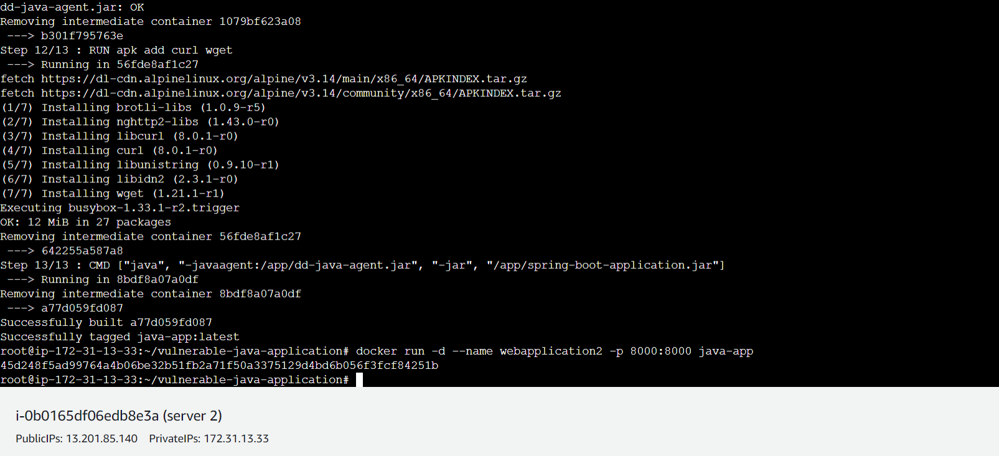 dd-java-agent.jar: OK
Removing intermediate container 1079bf623a08
 ---> b301f795763e
Step 12/13 : RUN apk add curl wget
 ---> Running in 56fde8af1c27
fetch https://dl-cdn.alpinelinux.org/alpine/v3.14/main/x86_64/APKINDEX.tar.gz
fetch https://dl-cdn.alpinelinux.org/alpine/v3.14/community/x86_64/APKINDEX.tar.gz
(1/7) Installing brotli-libs (1.0.9-r5)
(2/7) Installing nghttp2-libs (1.43.0-r0)
(3/7) Installing libcurl (8.0.1-r0)
(4/7) Installing curl (8.0.1-r0)
(5/7) Installing libunistring (0.9.10-r1)
(6/7) Installing libidn2 (2.3.1-r0)
(7/7) Installing wget (1.21.1-r1)
Executing busybox-1.33.1-r2.trigger
OK: 12 MiB in 27 packages
Removing intermediate container 56fde8af1c27
 ---> 642255a587a8
Step 13/13 : CMD ["java", "-javaagent:/app/dd-java-agent.jar", "-jar", "/app/spring-boot-application.jar"]
 ---> Running in 8bdf8a07a0df
Removing intermediate container 8bdf8a07a0df
 ---> a77d059fd087
Successfully built a77d059fd087
Successfully tagged java-app:latest
root@ip-172-31-13-33:~/vulnerable-java-application# docker run -d --name webapplication2 -p 8000:8000 java-app
45d248f5ad99764a4b06be32b51fb2a71f50a3375129d4bd6b056f3fcf84251b
root@ip-172-31-13-33:~/vulnerable-java-application#
i-0b0165df06edb8e3a (server 2)
PublicIPs: 13.201.85.140 PrivateIPs: 172.31.13.33